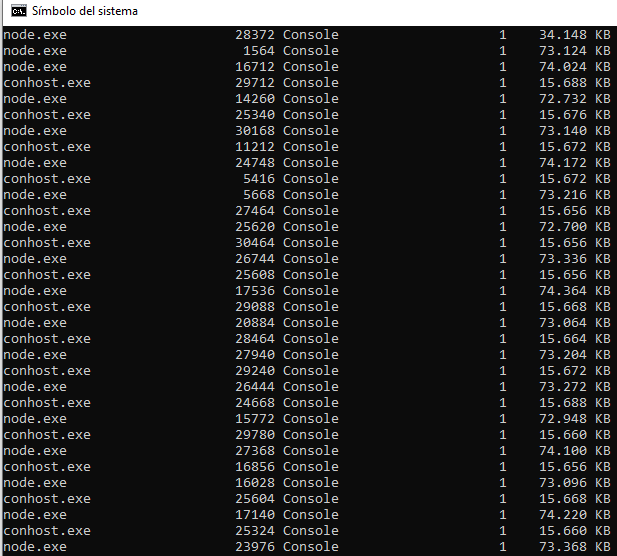 Símbolo del sistema
node.exe 28372 Console 1 34.148 KB
node.exe 1564 Console 1 73.124 KB
node.exe 16712 Console 1 74.024 KB
conhost.exe 29712 Console 1 15.688 KB
node.exe 14260 Console 1 72.732 KB
conhost.exe 25340 Console 1 15.676 KB
node.exe 30168 Console 1 73.140 KB
conhost.exe 11212 Console 1 15.672 KB
node.exe 24748 Console 1 74.172 KB
conhost.exe 5416 Console 1 15.672 KB
node.exe 5668 Console 1 73.216 KB
conhost.exe 27464 Console 1 15.656 KB
node.exe 25620 Console 1 72.700 KB
conhost.exe 30464 Console 1 15.656 KB
node.exe 26744 Console 1 73.336 KB
conhost.exe 25608 Console 1 15.656 KB
node.exe 17536 Console 1 74.364 KB
conhost.exe 29088 Console 1 15.668 KB
node.exe 20884 Console 1 73.064 KB
conhost.exe 28464 Console 1 15.664 KB
node.exe 27940 Console 1 73.204 KB
conhost.exe 29240 Console 1 15.672 KB
node.exe 26444 Console 1 73.272 KB
conhost.exe 24668 Console 1 15.688 KB
node.exe 15772 Console 1 72.948 KB
conhost.exe 29780 Console 1 15.660 KB
node.exe 27368 Console 1 74.100 KB
conhost.exe 16856 Console 1 15.656 KB
node.exe 16028 Console 1 73.096 KB
conhost.exe 25604 Console 1 15.668 KB
node.exe 17140 Console 1 74.220 KB
conhost.exe 25324 Console 1 15.660 KB
node.exe 23976 Console 1 73.368 KB